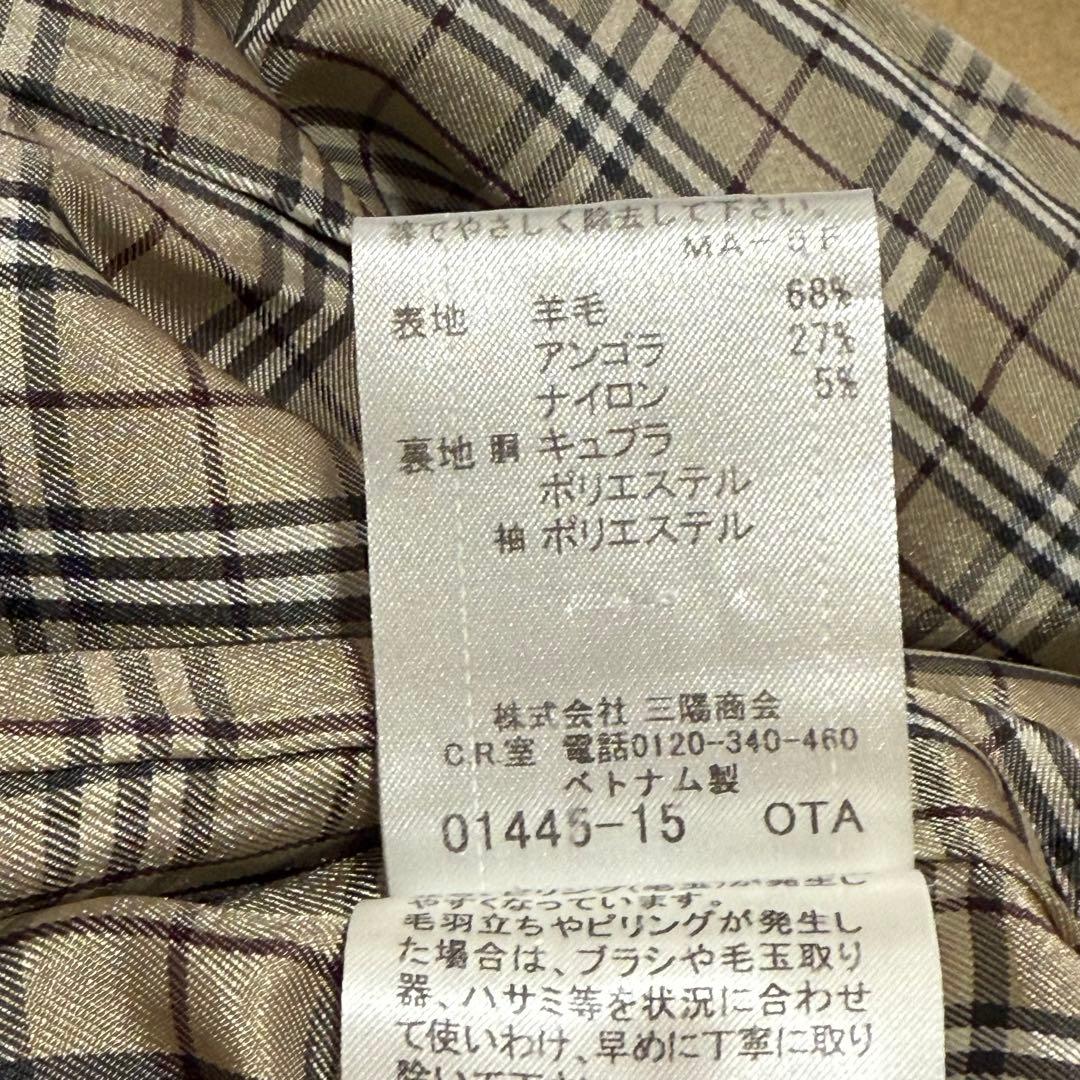 等でやさしく除去して下さい。
MA-3F
表地 羊毛 68%
アンゴラ 27%
ナイロン 5%
裏地 胴 キュプラ
ポリエステル
袖 ポリエステル
株式会社 三陽商会
CR室 電話0120-340-460
ベトナム製
01445-15 OTA
やすくなっています。
毛羽立ちやピリングが発生し
た場合は、ブラシや毛玉取り
器、ハサミ等を状況に合わせ
て使いわけ、早めに丁寧に取り